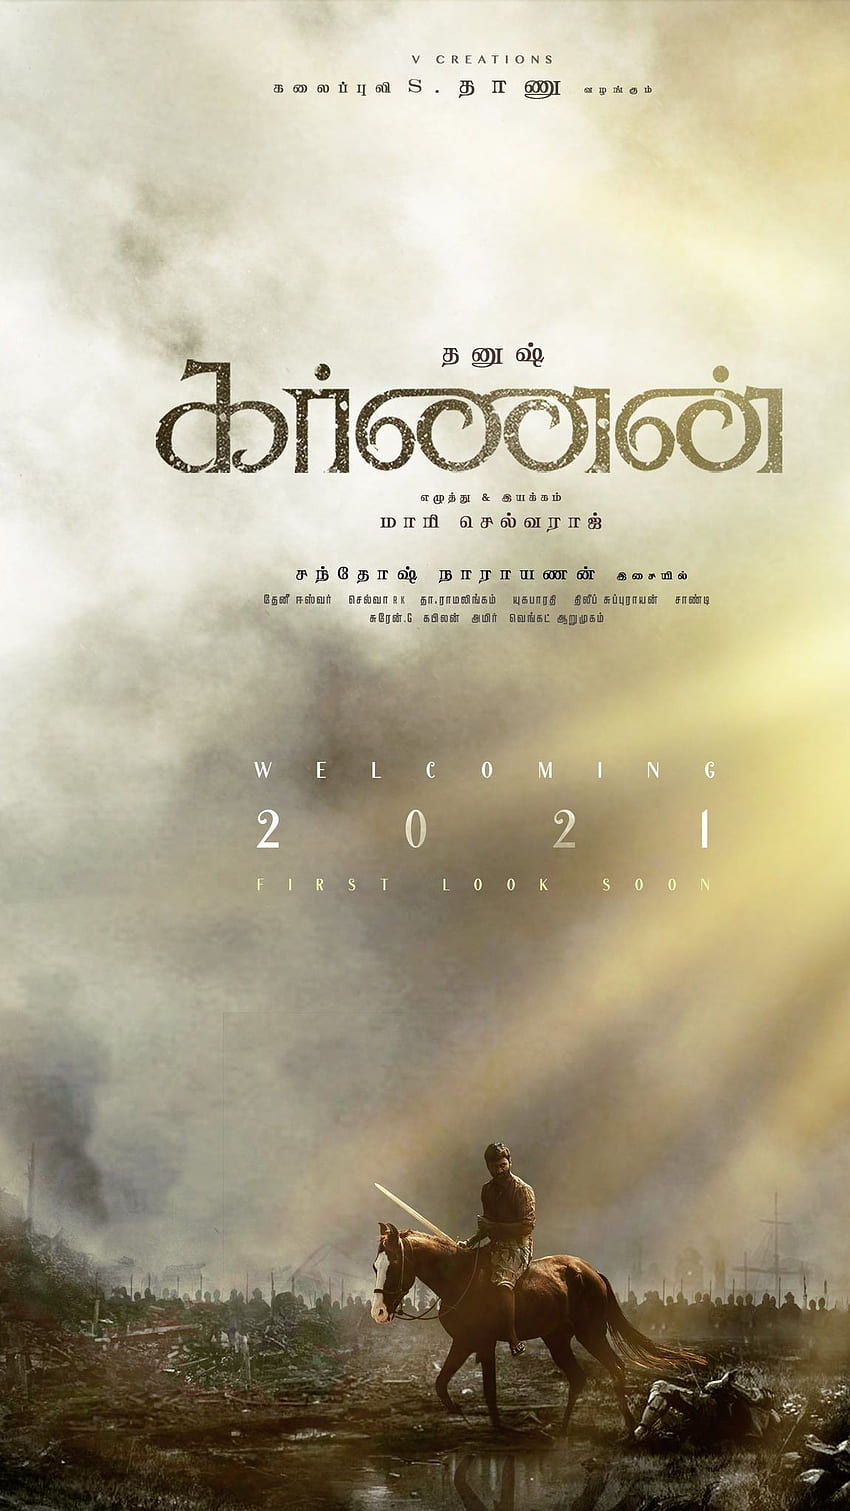 V CREATIONS
கலைப்புலி S. தாணு வழங்கும்
தனுஷ்
கர்ணன்
எழுத்து & இயக்கம்
மாரி செல்வராஜ்
சந்தோஷ் நாராயணன் இசையில்
தேனீ ஈஸ்வர் செல்வா R K தா.ராமலிங்கம் யுகபாரதி திலீப் சுப்புராயன் சாண்டி
சுரேன்.G கபிலன் அமிர் வெங்கட் ஆறுமுகம்
WELCOMING
2021
FIRST LOOK SOON